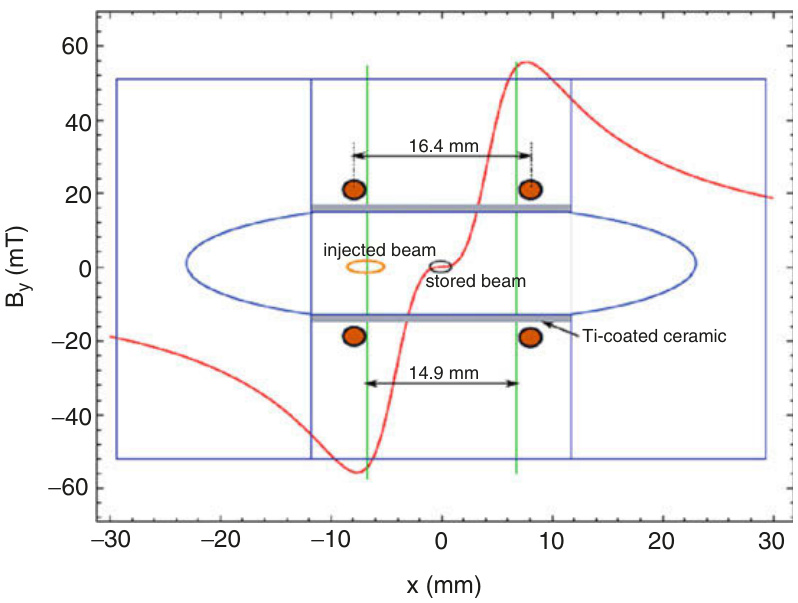 60
40
20
0
−20
−40
−60
B_y (mT)
16.4 mm
injected beam
stored beam
Ti-coated ceramic
14.9 mm
−30
−20
−10
0
10
20
30
x (mm)